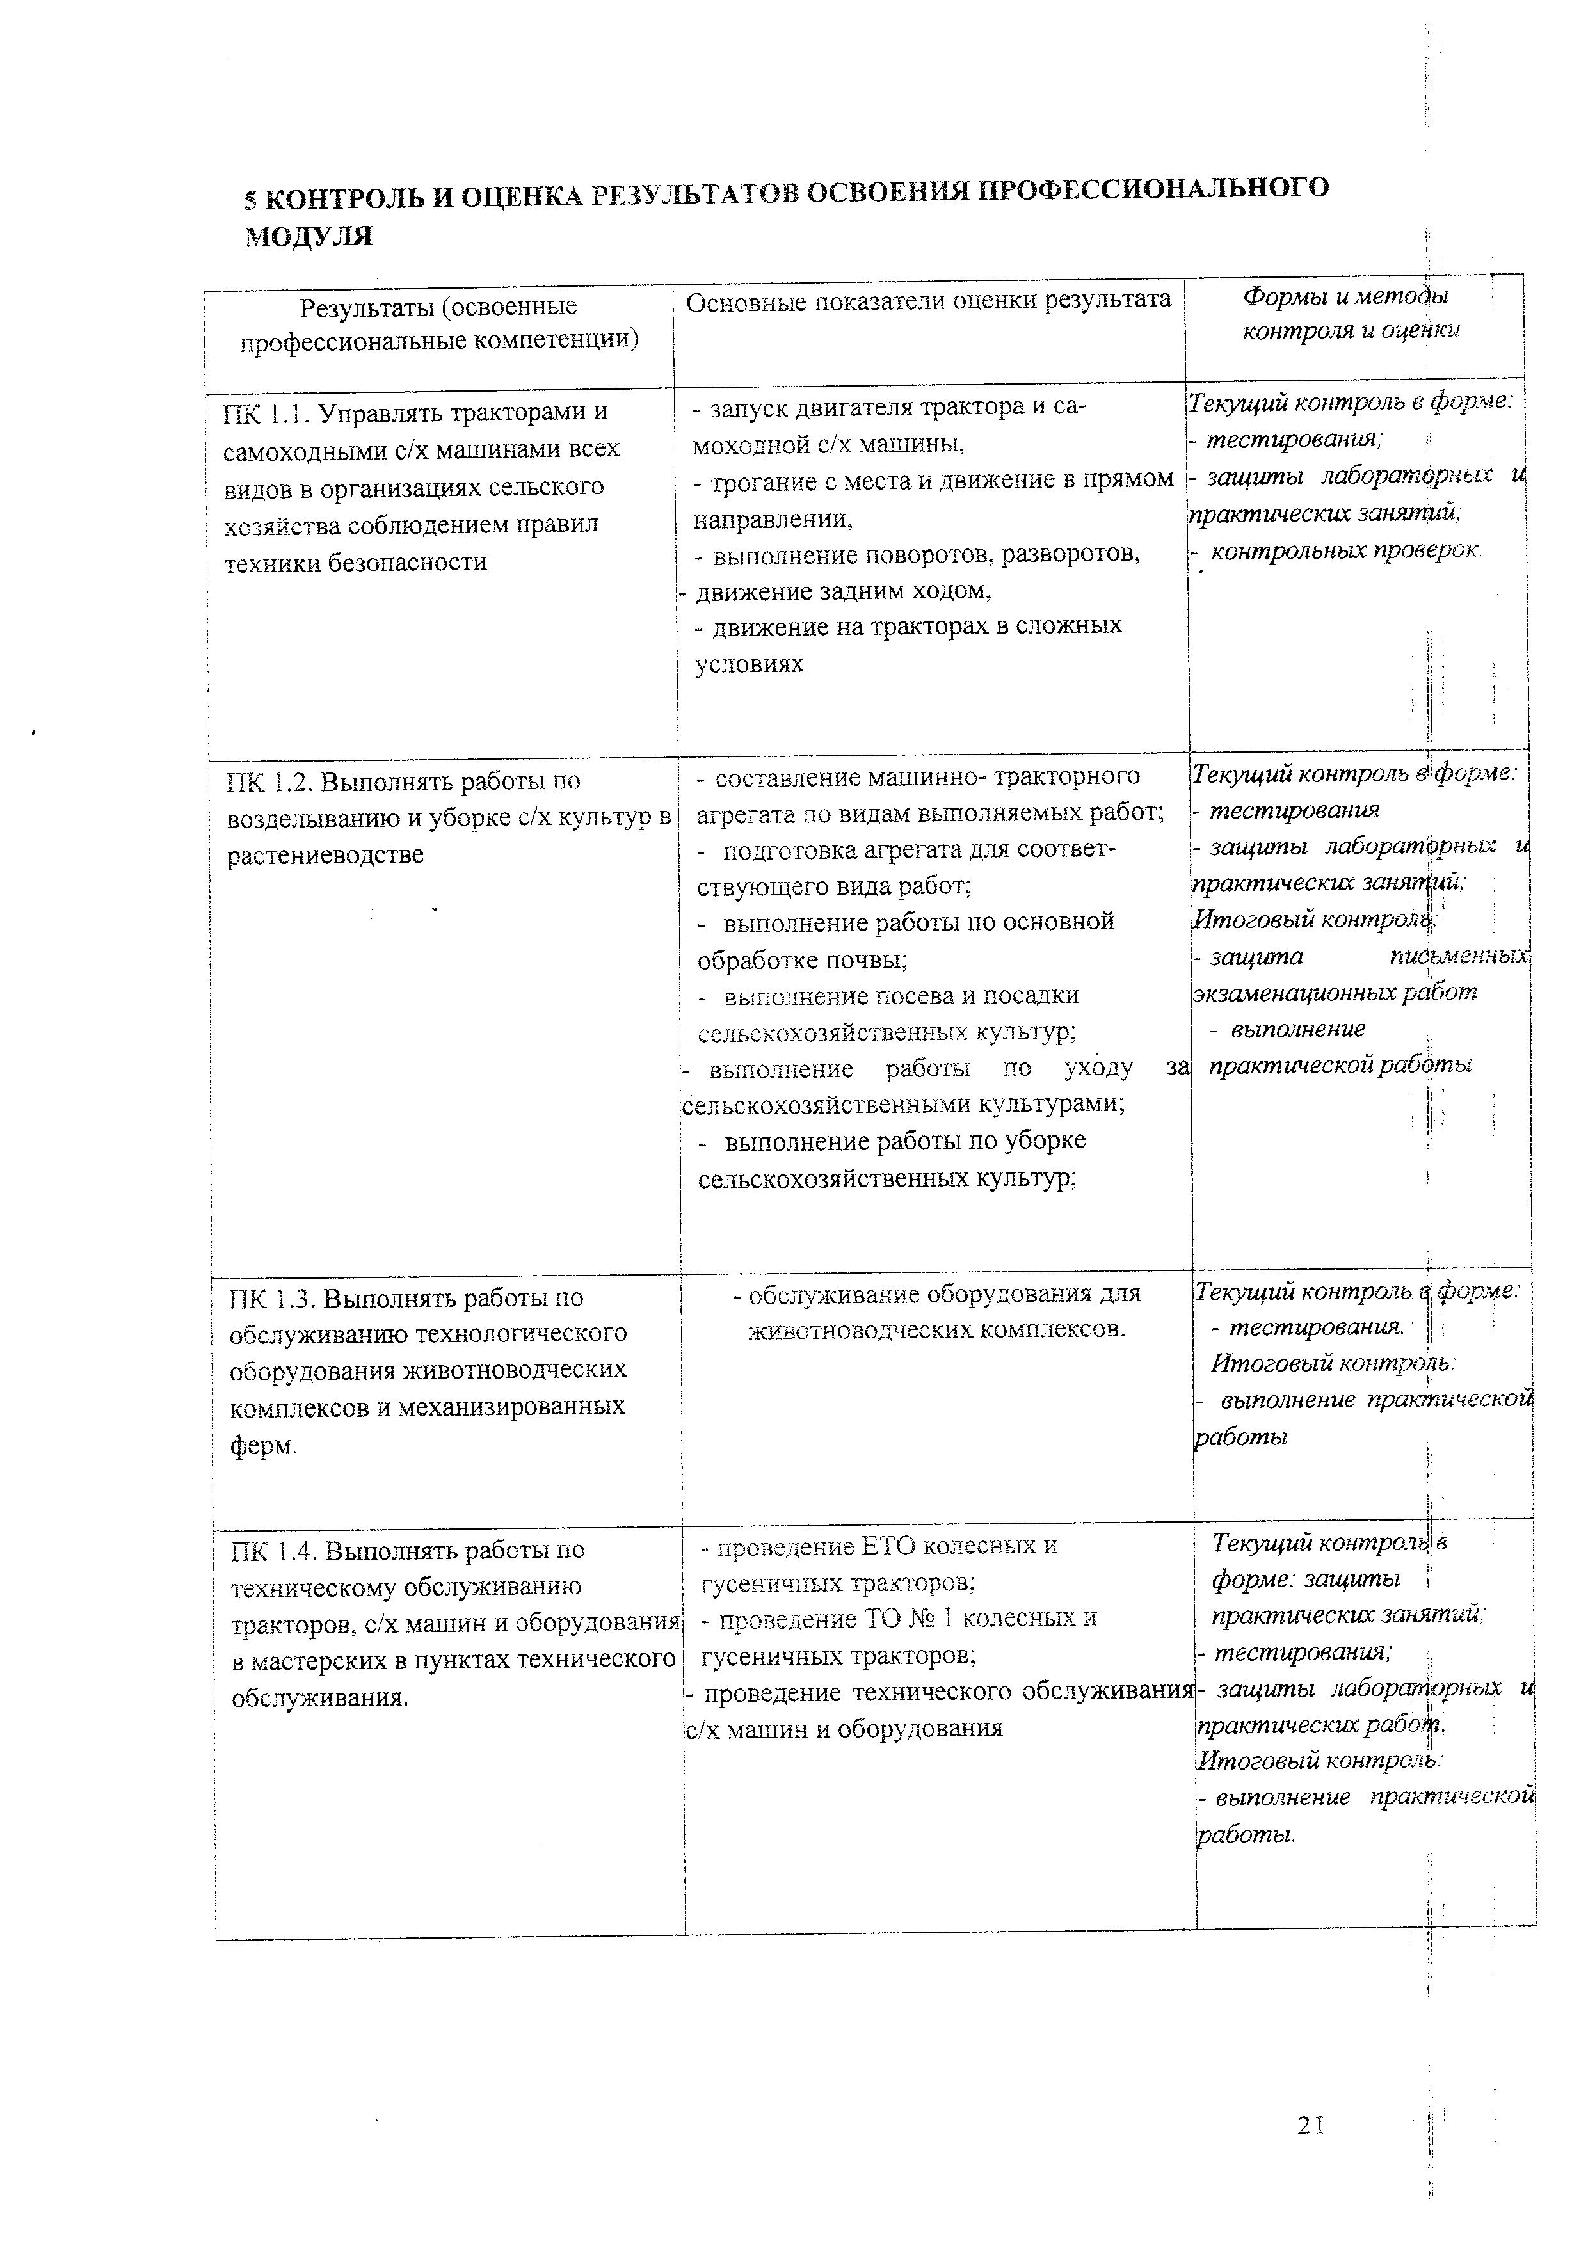 5 КОНТРОЛЬ И ОЦЕНКА РЕЗУЛЬТАТОВ ОСВОЕНИЯ ПРОФЕССИОНАЛЬНОГО
МОДУЛЯ
Результаты (освоенные
профессиональные компетенции)
Основные показатели оценки результата
Формы и методы
контроля и оценки
ПК 1.1. Управлять тракторами и
самоходными с/х машинами всех
видов в организациях сельского
хозяйства соблюдением правил
техники безопасности
- запуск двигателя трактора и са-
моходной с/х машины,
- трогание с места и движение в прямом
направлении,
- выполнение поворотов, разворотов,
- движение задним ходом,
- движение на тракторах в сложных
условиях
Текущий контроль в форме:
- тестирования;
- защиты лабораторных и
практических занятий;
- контрольных проверок.
ПК 1.2. Выполнять работы по
возделыванию и уборке с/х культур в
растениеводстве
- составление машинно- тракторного
агрегата по видам выполняемых работ;
- подготовка агрегата для соответ-
ствующего вида работ;
- выполнение работы по основной
обработке почвы;
- выполнение посева и посадки
сельскохозяйственных культур;
- выполнение работы по уходу за
сельскохозяйственными культурами;
- выполнение работы по уборке
сельскохозяйственных культур;
Текущий контроль в форме:
- тестирования
- защиты лабораторных и
практических занятий;
Итоговый контроль:
- защита письменных
экзаменационных работ
- выполнение
практической работы
ПК 1.3. Выполнять работы по
обслуживанию технологического
оборудования животноводческих
комплексов и механизированных
ферм.
- обслуживание оборудования для
животноводческих комплексов.
Текущий контроль в форме:
- тестирования.
Итоговый контроль:
- выполнение практической
работы
ПК 1.4. Выполнять работы по
техническому обслуживанию
тракторов, с/х машин и оборудования
в мастерских в пунктах технического
обслуживания.
- проведение ЕТО колесных и
гусеничных тракторов;
- проведение ТО № 1 колесных и
гусеничных тракторов;
- проведение технического обслуживания
с/х машин и оборудования
Текущий контроль в
форме: защиты
практических занятий;
- тестирования;
- защиты лабораторных и
практических работ.
Итоговый контроль:
- выполнение практической
работы.
21